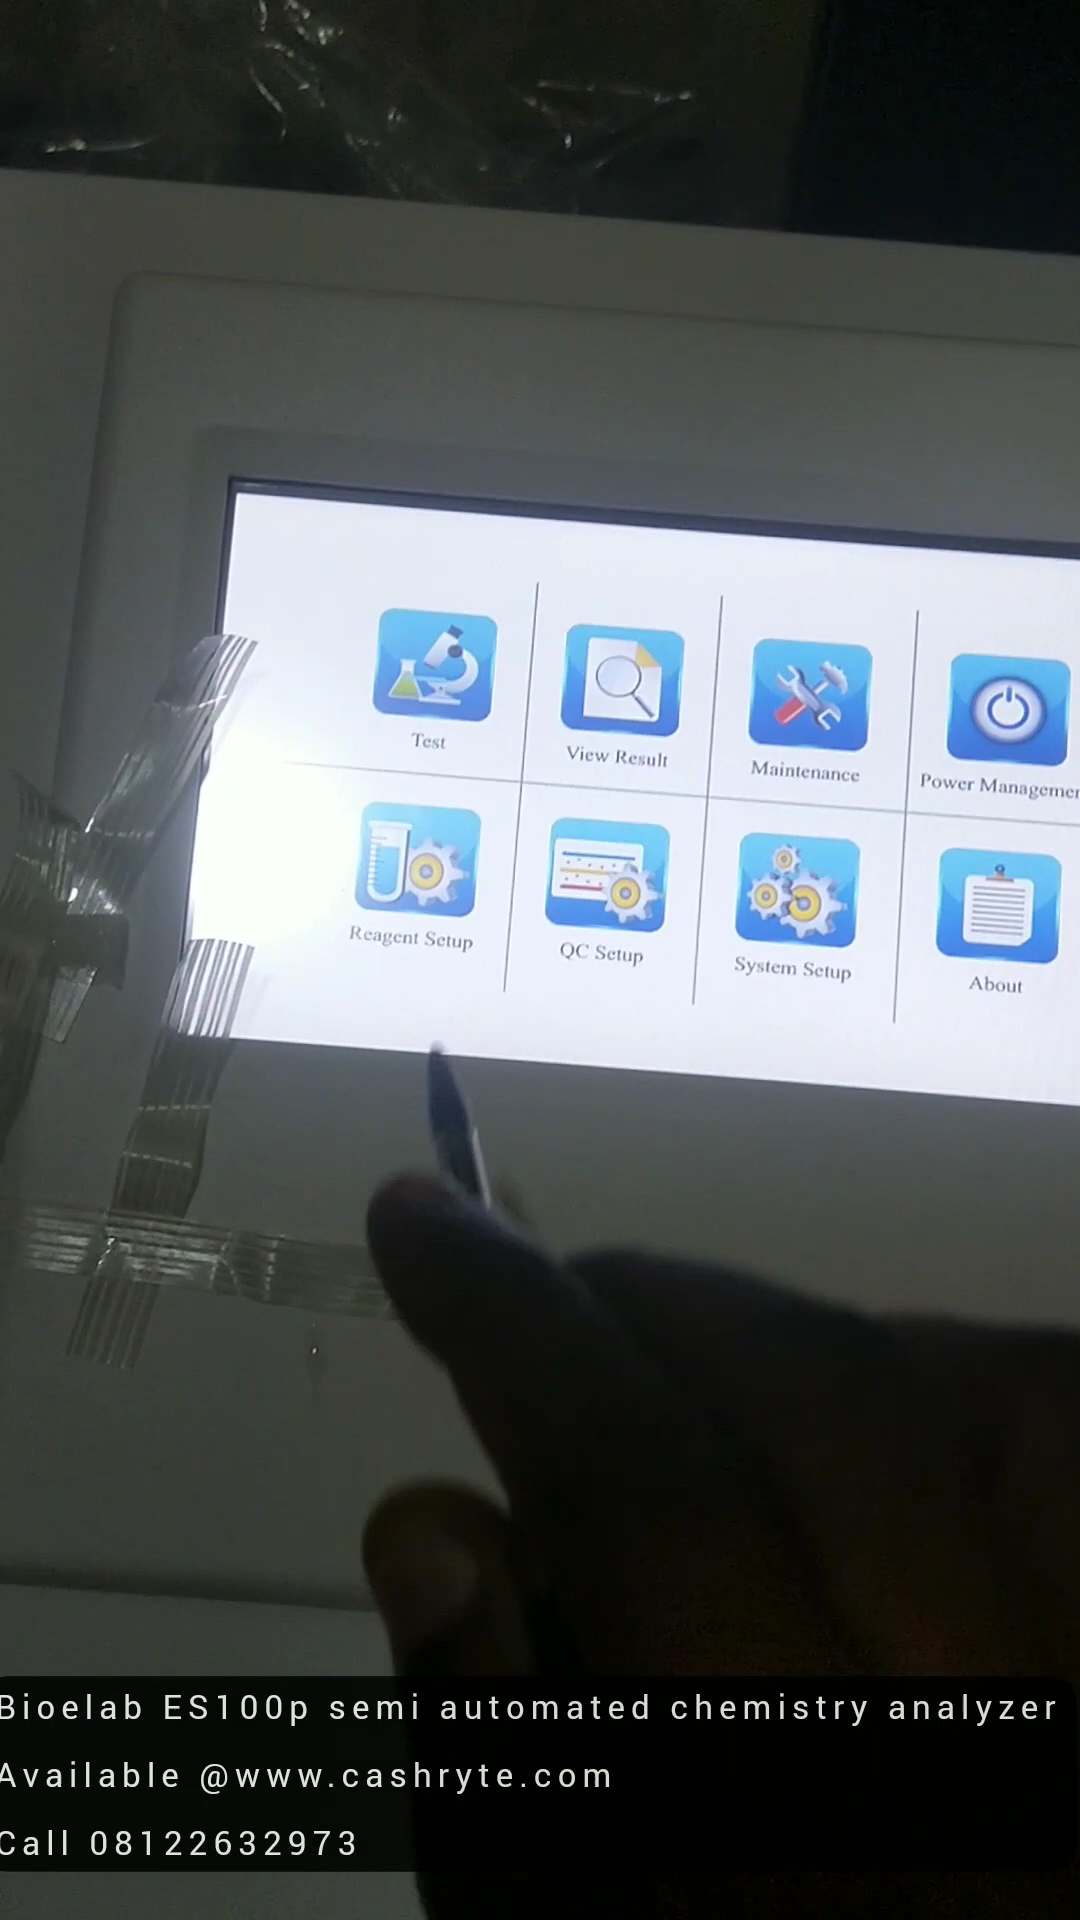 Test
View Result
Maintenance
Power Managemen
Reagent Setup
QC Setup
System Setup
About
Bioelab ES100p semi automated chemistry analyzer
Available @www.cashryte.com
Call 08122632973